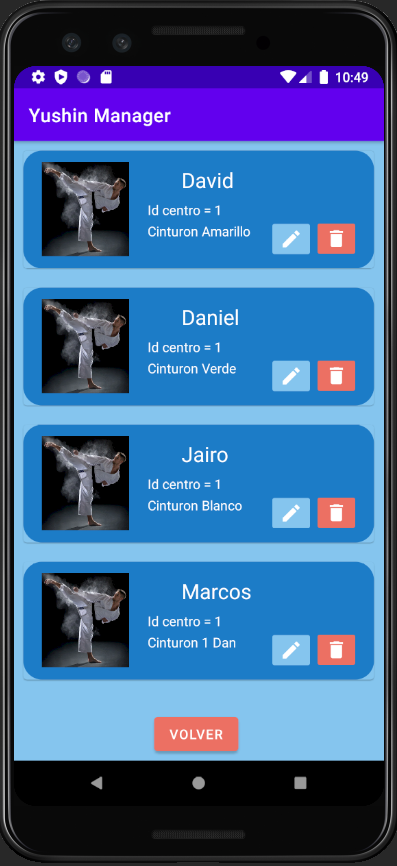 10:49
Yushin Manager
David
Id centro = 1
Cinturon Amarillo
Daniel
Id centro = 1
Cinturon Verde
Jairo
Id centro = 1
Cinturon Blanco
Marcos
Id centro = 1
Cinturon 1 Dan
VOLVER